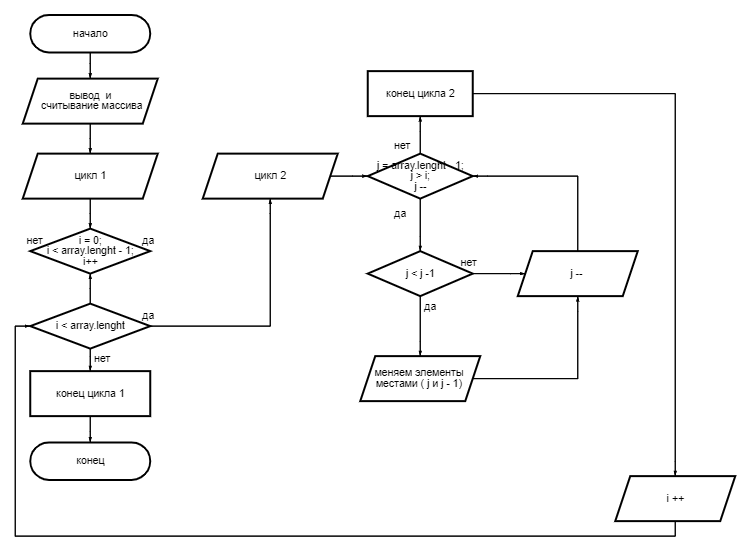 начало
вывод и
считывание массива
цикл 1
нет
да
i = 0;
i < array.lenght - 1;
i++
i < array.lenght
да
нет
конец цикла 1
конец
цикл 2
конец цикла 2
нет
j = array.lenght - 1;
j > i;
j --
да
j < j -1
нет
да
j --
меняем элементы
местами ( j и j - 1)
i ++